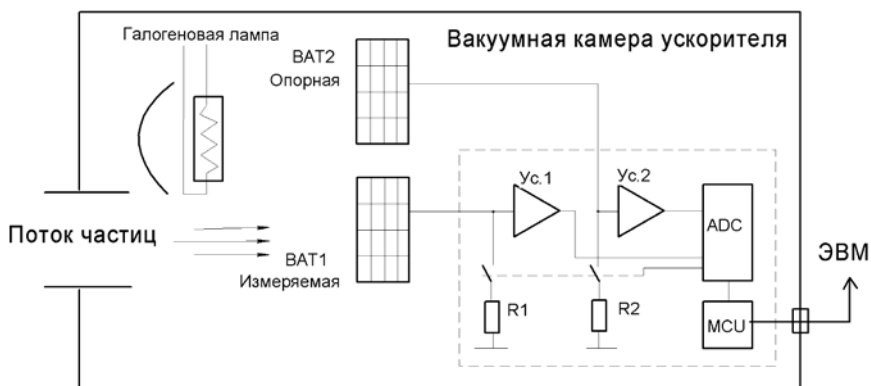 Галогеновая лампа
BAT2
Опорная
Вакуумная камера ускорителя
Ус.1
Ус.2
ADC
Поток частиц
BAT1
Измеряемая
ЭВМ
R1
R2
MCU